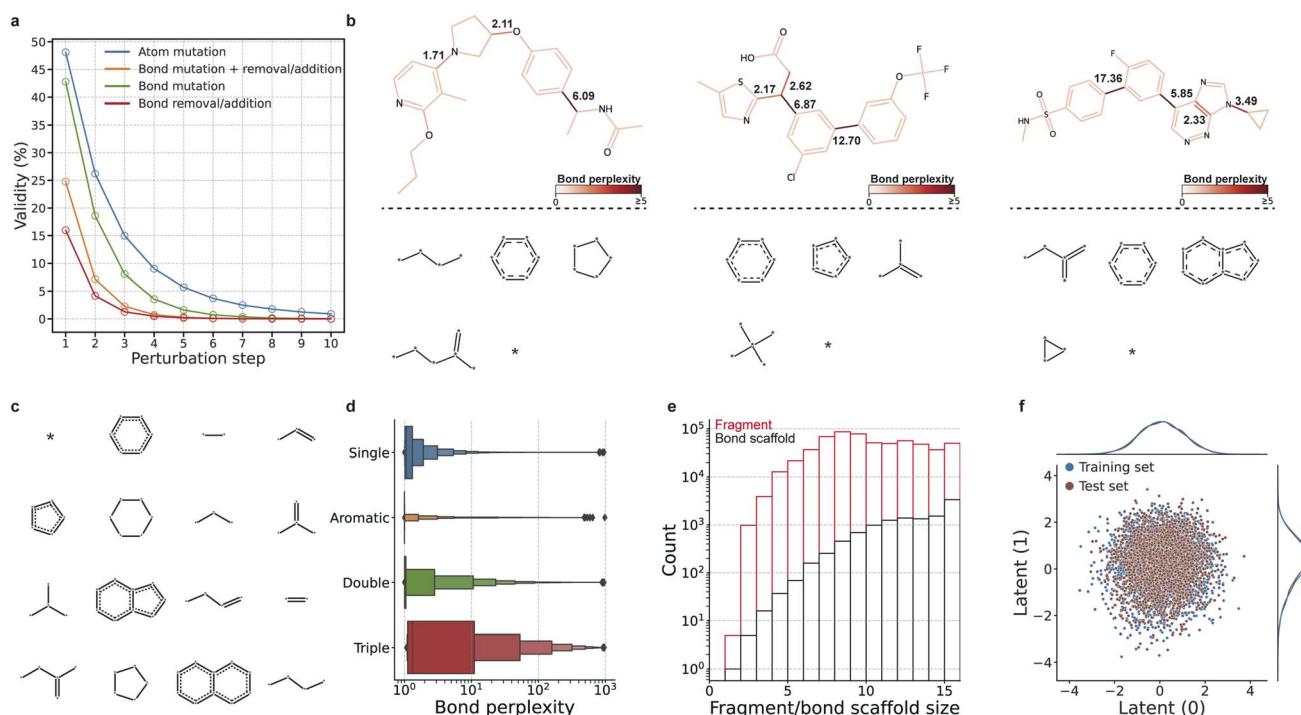 a
50
45
40
35
30
25
20
15
10
5
0
Validity (%)
Atom mutation
Bond mutation + removal/addition
Bond mutation
Bond removal/addition
1 2 3 4 5 6 7 8 9 10
Perturbation step
b
2.11
O
1.71
N
N
6.09
NH
O
O
Bond perplexity
0 ≥5
O
HO
F
F
O
F
S
N
2.17
2.62
6.87
12.70
Cl
Bond perplexity
0 ≥5
F
17.36
5.85
N
N
3.49
2.33
O
S
O
HN
N
N
Bond perplexity
0 ≥5
*
*
*
c
*
d
Single
Aromatic
Double
Triple
10⁰ 10¹ 10² 10³
Bond perplexity
e
Fragment
Bond scaffold
10⁵
10⁴
10³
10²
10¹
10⁰
Count
0 5 10 15
Fragment/bond scaffold size
f
Training set
Test set
4
2
0
−2
−4
Latent (1)
−4 −2 0 2 4
Latent (0)